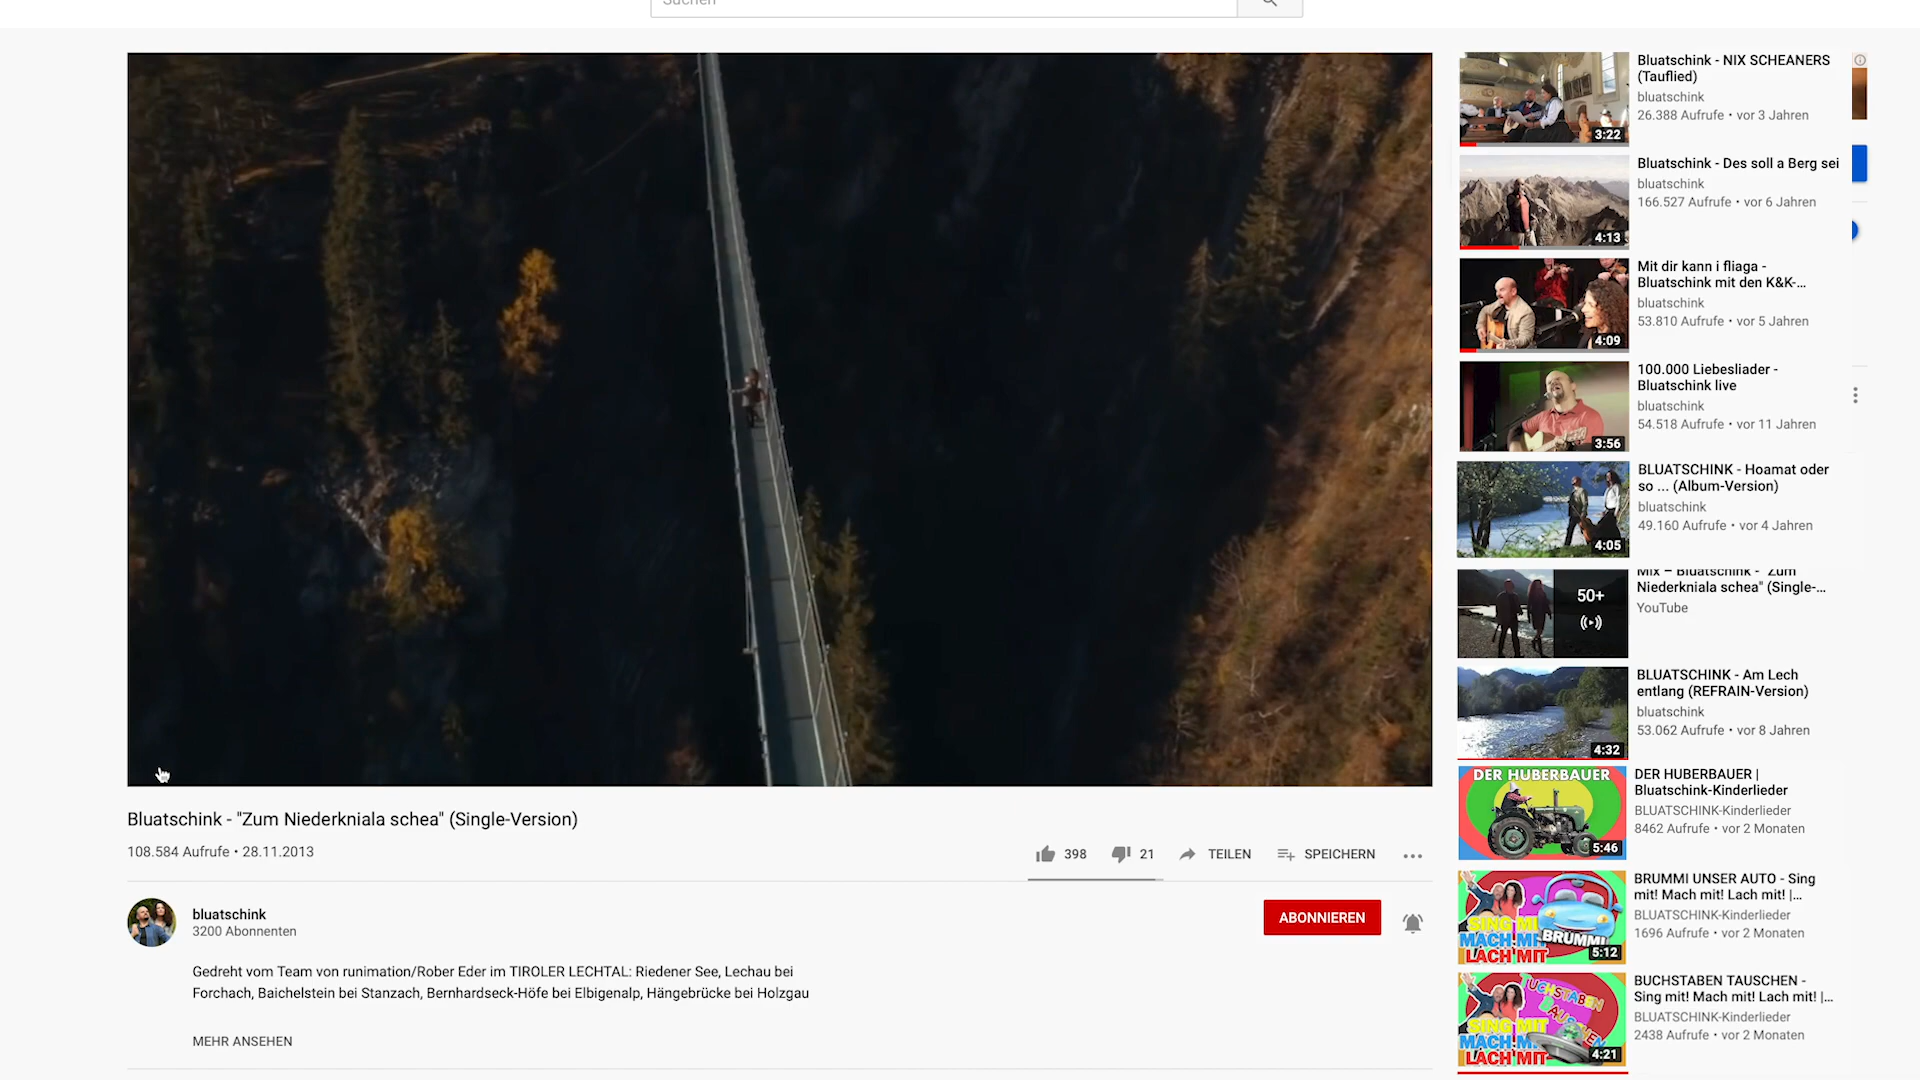 Suchen
Bluatschink - "Zum Niederkniala schea" (Single-Version)
108.584 Aufrufe • 28.11.2013
398
21
TEILEN
SPEICHERN
bluatschink
3200 Abonnenten
ABONNIEREN
Gedreht vom Team von runimation/Rober Eder im TIROLER LECHTAL: Riedener See, Lechau bei
Forchach, Baichelstein bei Stanzach, Bernhardseck-Höfe bei Elbigenalp, Hängebrücke bei Holzgau
MEHR ANSEHEN
3:22
Bluatschink - NIX SCHEANERS
(Tauflied)
bluatschink
26.388 Aufrufe • vor 3 Jahren
4:13
Bluatschink - Des soll a Berg sei
bluatschink
166.527 Aufrufe • vor 6 Jahren
4:09
Mit dir kann i fliaga -
Bluatschink mit den K&K-...
bluatschink
53.810 Aufrufe • vor 5 Jahren
3:56
100.000 Liebesliader -
Bluatschink live
bluatschink
54.518 Aufrufe • vor 11 Jahren
4:05
BLUATSCHINK - Hoamat oder
so ... (Album-Version)
bluatschink
49.160 Aufrufe • vor 4 Jahren
50+
Mix – Bluatschink - "Zum
Niederkniala schea" (Single-...
YouTube
4:32
BLUATSCHINK - Am Lech
entlang (REFRAIN-Version)
bluatschink
53.062 Aufrufe • vor 8 Jahren
DER HUBERBAUER
5:46
DER HUBERBAUER |
Bluatschink-Kinderlieder
BLUATSCHINK-Kinderlieder
8462 Aufrufe • vor 2 Monaten
SING MIT
MACH MIT
LACH MIT
BRUMMI
5:12
BRUMMI UNSER AUTO - Sing
mit! Mach mit! Lach mit! |...
BLUATSCHINK-Kinderlieder
1696 Aufrufe • vor 2 Monaten
BUCHSTABEN
TAUSCHEN
SING MIT
MACH MIT
LACH MIT
4:21
BUCHSTABEN TAUSCHEN -
Sing mit! Mach mit! Lach mit! |...
BLUATSCHINK-Kinderlieder
2438 Aufrufe • vor 2 Monaten